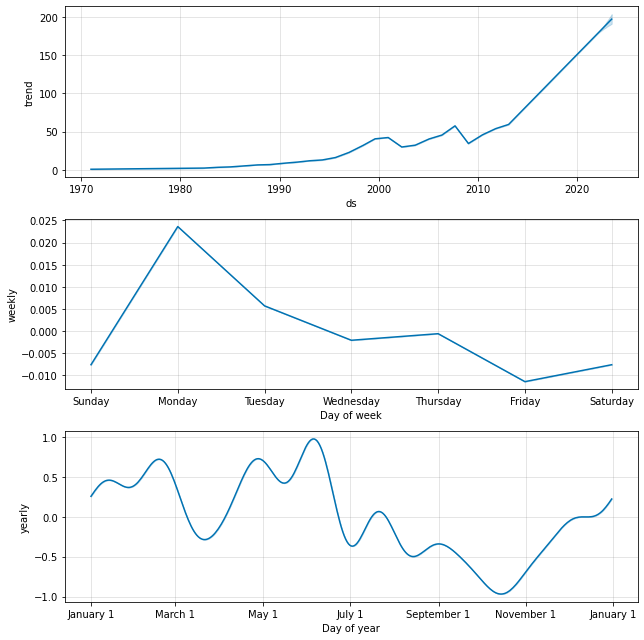 200
150
100
50
0
trend
1970 1980 1990 2000 2010 2020
ds
0.025
0.020
0.015
0.010
0.005
0.000
−0.005
−0.010
weekly
Sunday Monday Tuesday Wednesday Thursday Friday Saturday
Day of week
1.0
0.5
0.0
−0.5
−1.0
yearly
January 1 March 1 May 1 July 1 September 1 November 1 January 1
Day of year